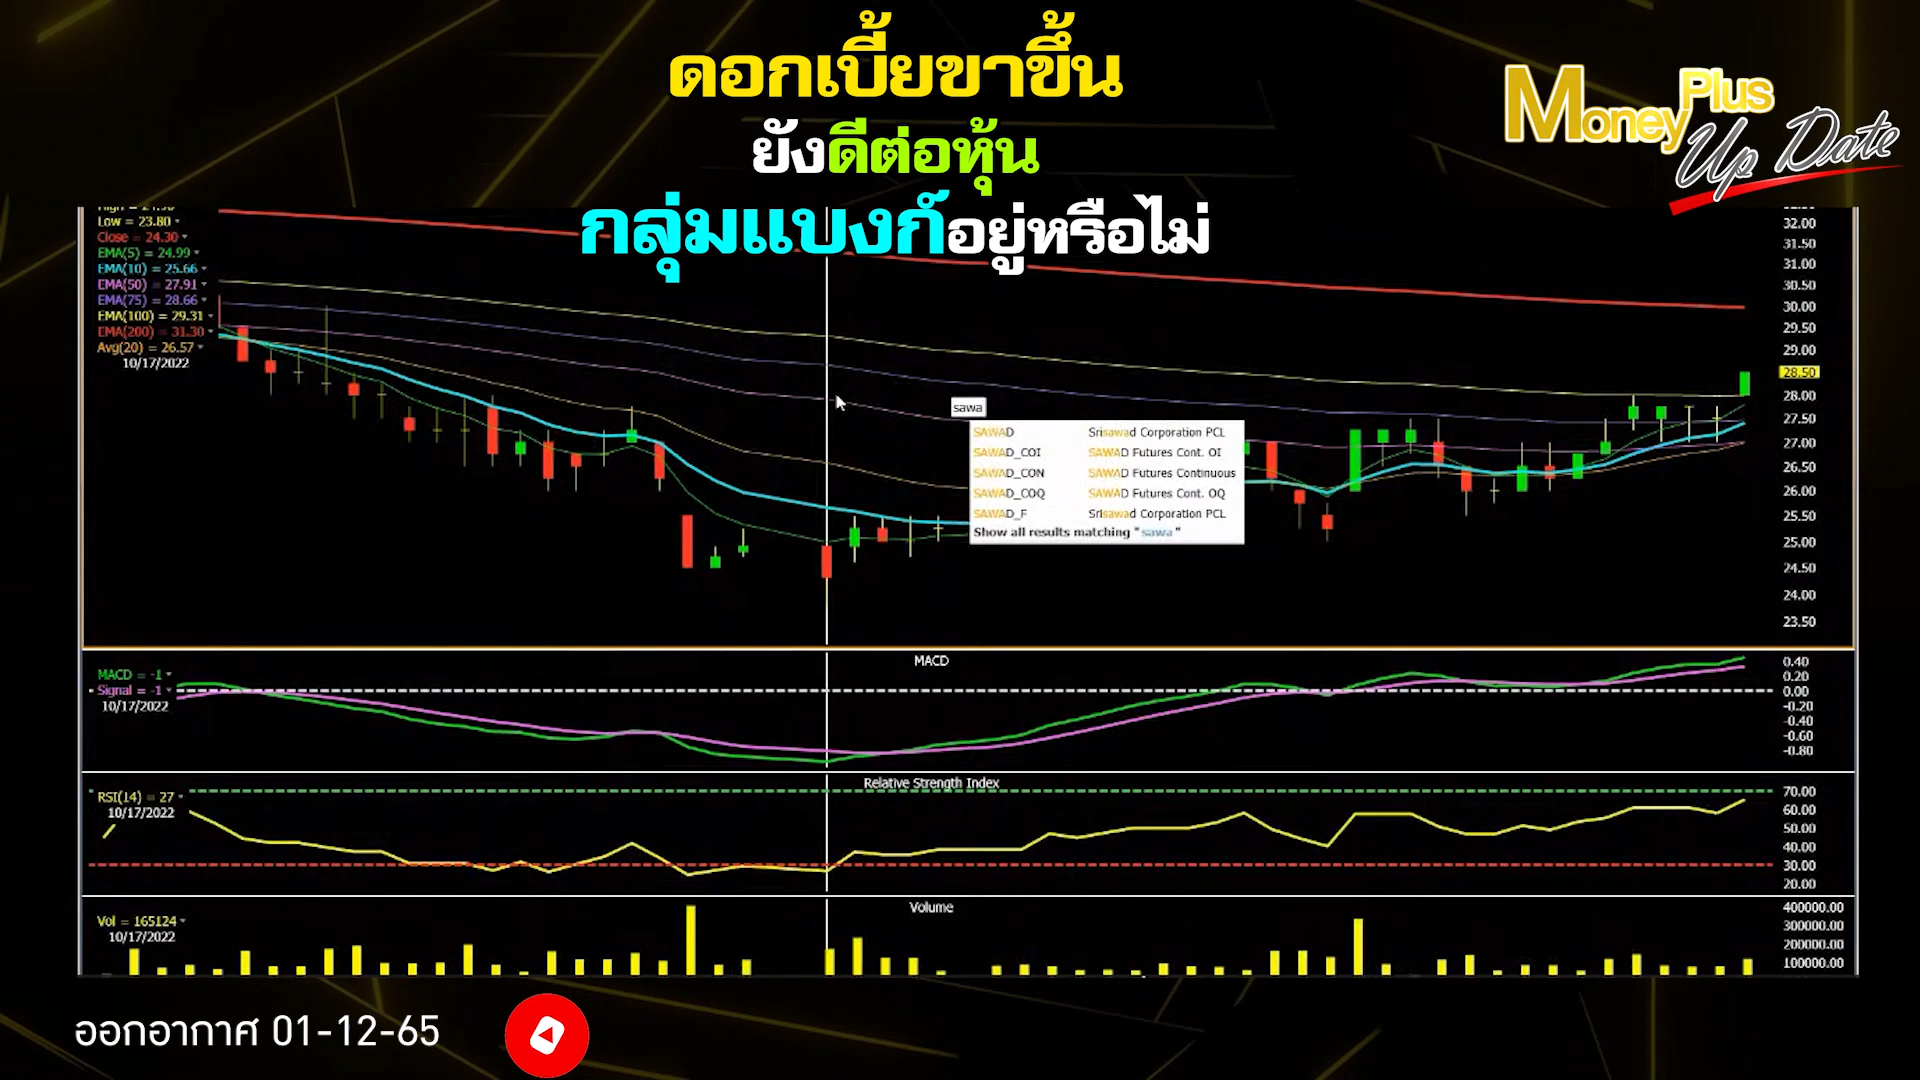 ดอกเบี้ยขาขึ้น
ยังดีต่อหุ้น
กลุ่มแบงก์อยู่หรือไม่
Money Plus
Up Date
Low = 23.80
Close = 24.30
EMA(5) = 24.99
EMA(10) = 25.66
EMA(50) = 27.91
EMA(75) = 28.66
EMA(100) = 29.31
EMA(200) = 31.30
Avg(20) = 26.57
10/17/2022
32.00
31.50
31.00
30.50
30.00
29.50
29.00
28.50
28.00
27.50
27.00
26.50
26.00
25.50
25.00
24.50
24.00
23.50
sawa
SAWAD Srisawad Corporation PCL
SAWAD_COI SAWAD Futures Cont. OI
SAWAD_CON SAWAD Futures Continuous
SAWAD_COQ SAWAD Futures Cont. OQ
SAWAD_F Srisawad Corporation PCL
Show all results matching "sawa"
MACD
MACD = -1
Signal = -1
10/17/2022
0.40
0.20
0.00
-0.20
-0.40
-0.60
-0.80
Relative Strength Index
RSI(14) = 27
10/17/2022
70.00
60.00
50.00
40.00
30.00
20.00
Volume
Vol = 165124
10/17/2022
400000.00
300000.00
200000.00
100000.00
ออกอากาศ 01-12-65